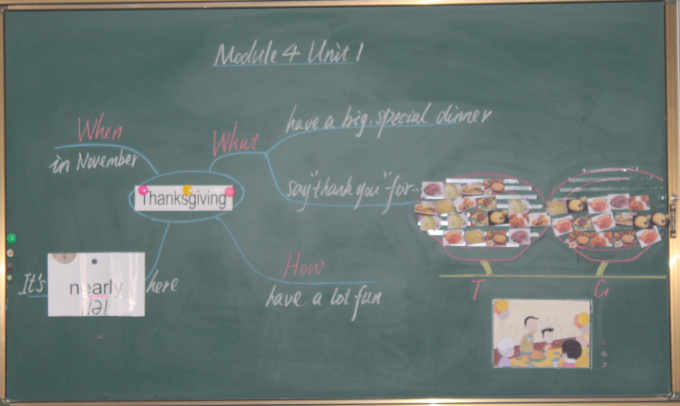 Module 4 Unit 1
When
in November
What
have a big. special dinner
say "thank you" for...
Thanksgiving
It's nearly here
/ɪə/
How
have a lot fun
T G